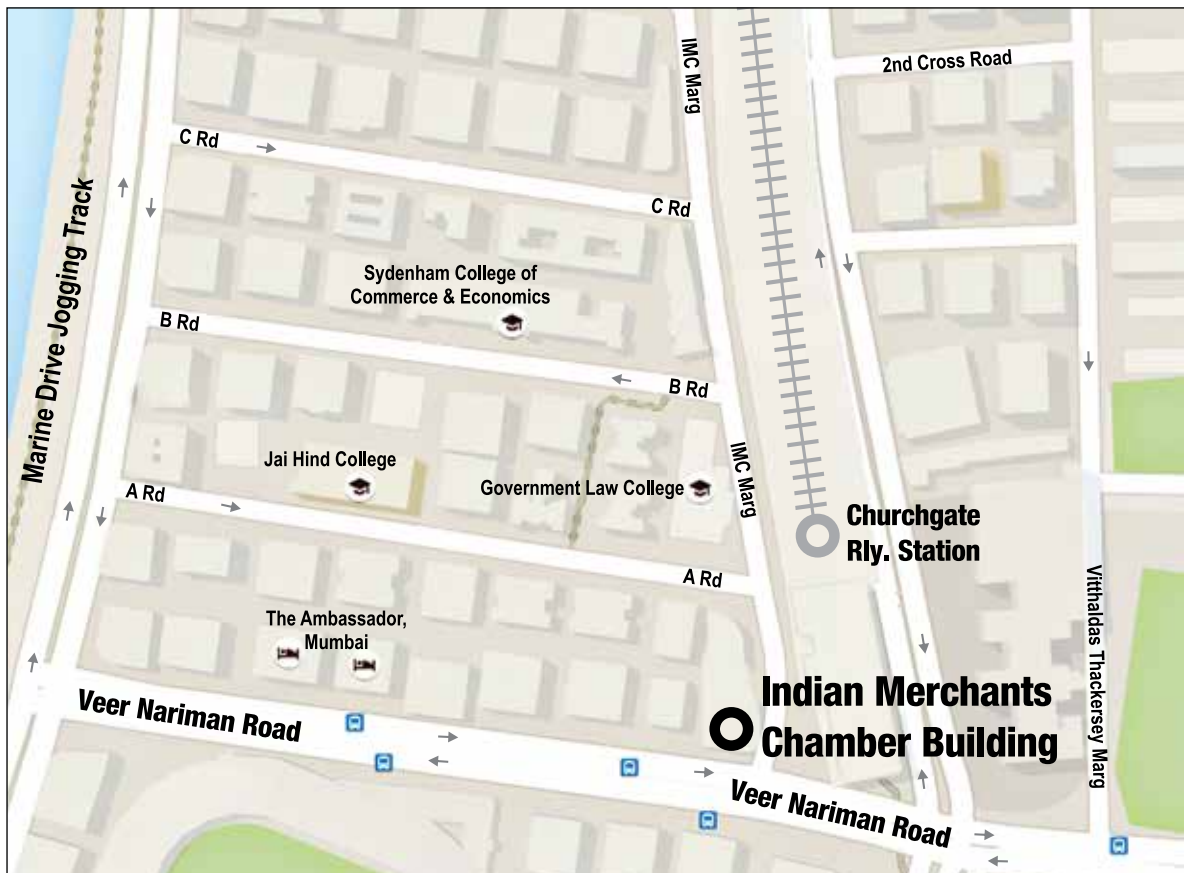 IMC Marg
2nd Cross Road
C Rd
C Rd
Marine Drive Jogging Track
Sydenham College of
Commerce & Economics
B Rd
B Rd
IMC Marg
Jai Hind College
Government Law College
A Rd
Churchgate
Rly. Station
A Rd
Vitthaldas Thackersey Marg
The Ambassador,
Mumbai
Indian Merchants
Chamber Building
Veer Nariman Road
Veer Nariman Road